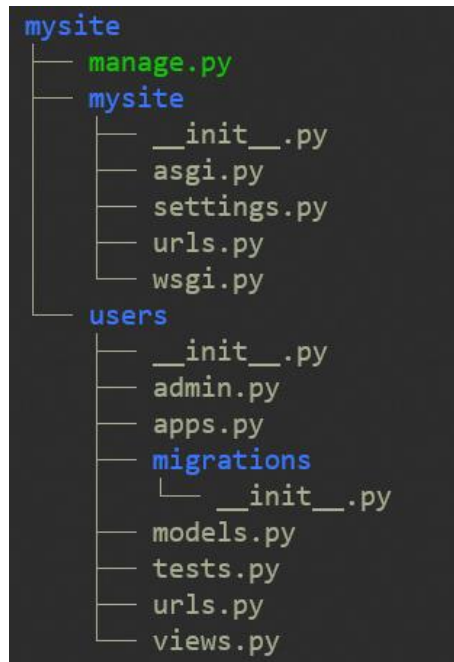 mysite
manage.py
mysite
__init__.py
asgi.py
settings.py
urls.py
wsgi.py
users
__init__.py
admin.py
apps.py
migrations
__init__.py
models.py
tests.py
urls.py
views.py